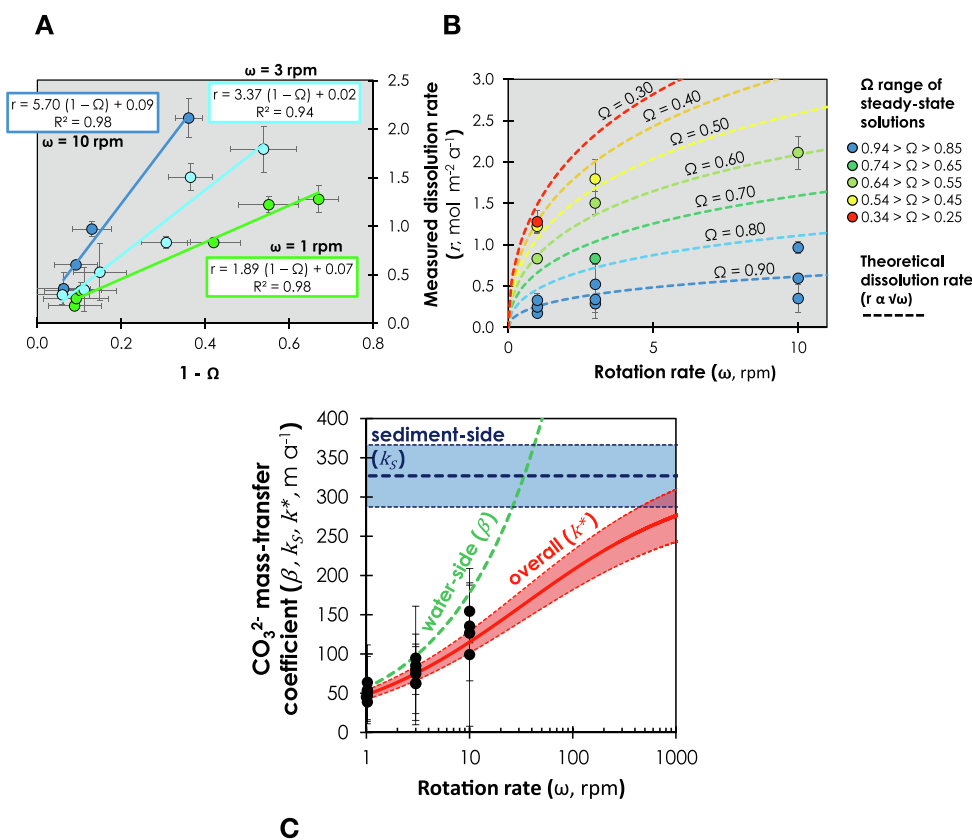 A
ω = 3 rpm
r = 5.70 (1 - Ω) + 0.09
R² = 0.98
ω = 10 rpm
r = 3.37 (1 - Ω) + 0.02
R² = 0.94
ω = 1 rpm
r = 1.89 (1 - Ω) + 0.07
R² = 0.98
2.5
2.0
1.5
1.0
0.5
0.0
0.0 0.2 0.4 0.6 0.8
1 - Ω
B
Measured dissolution rate
(r, mol m⁻² a⁻¹)
3.0
2.5
2.0
1.5
1.0
0.5
0.0
Ω = 0.30
Ω = 0.40
Ω = 0.50
Ω = 0.60
Ω = 0.70
Ω = 0.80
Ω = 0.90
0 5 10
Rotation rate (ω, rpm)
Ω range of
steady-state
solutions
0.94 > Ω > 0.85
0.74 > Ω > 0.65
0.64 > Ω > 0.55
0.54 > Ω > 0.45
0.34 > Ω > 0.25
Theoretical
dissolution rate
(r α √ω)
CO₃²⁻ mass-transfer
coefficient (β, kₛ, k*, m a⁻¹)
400
350
300
250
200
150
100
50
0
sediment-side
(kₛ)
water-side (β)
overall (k*)
1 10 100 1000
Rotation rate (ω, rpm)
C